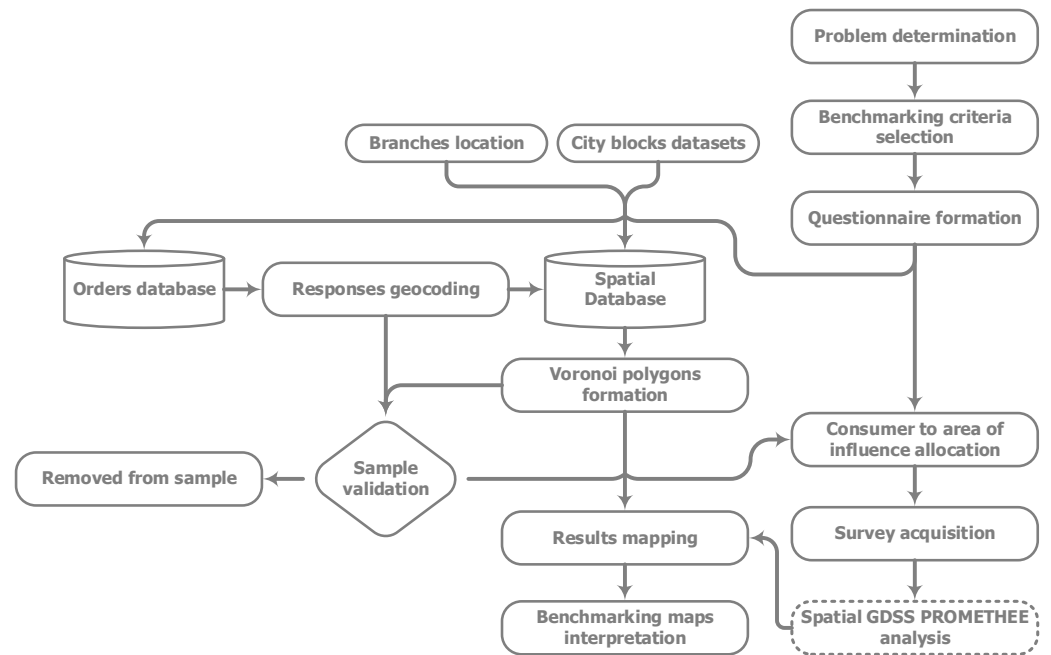 Problem determination
Benchmarking criteria
selection
Branches location
City blocks datasets
Questionnaire formation
Orders database
Responses geocoding
Spatial
Database
Voronoi polygons
formation
Consumer to area of
influence allocation
Removed from sample
Sample
validation
Results mapping
Survey acquisition
Benchmarking maps
interpretation
Spatial GDSS PROMETHEE
analysis